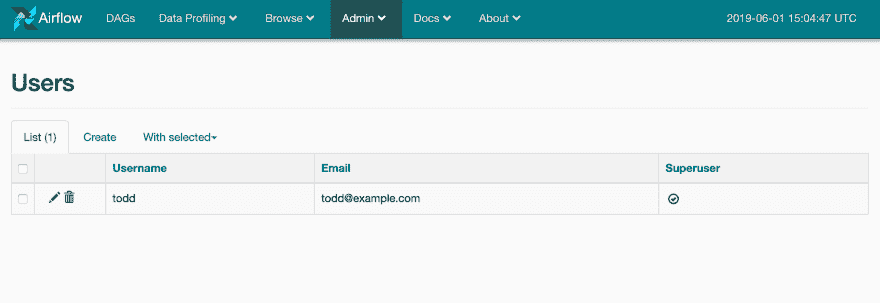 Airflow DAGs Data Profiling Browse Admin Docs About 2019-06-01 15:04:47 UTC
Users
List (1) Create With selected
Username Email Superuser
todd todd@example.com